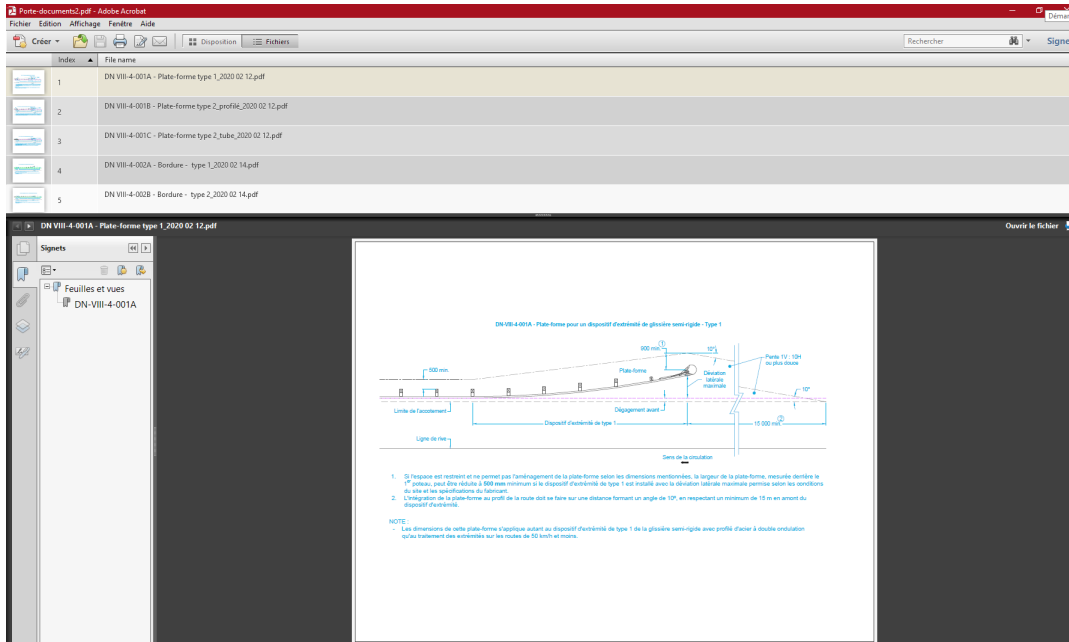 Porte-documents2.pdf - Adobe Acrobat
Démar
Fichier Edition Affichage Fenêtre Aide
Créer Disposition Fichiers Rechercher Signe
Index File name
1 DN VIII-4-001A - Plate-forme type 1_2020 02 12.pdf
2 DN VIII-4-001B - Plate-forme type 2_profilé_2020 02 12.pdf
3 DN VIII-4-001C - Plate-forme type 2_tube_2020 02 12.pdf
4 DN VIII-4-002A - Bordure - type 1_2020 02 14.pdf
5 DN VIII-4-002B - Bordure - type 2_2020 02 14.pdf
DN VIII-4-001A - Plate-forme type 1_2020 02 12.pdf Ouvrir le fichier
Signets
Feuilles et vues
DN-VIII-4-001A
DN-VIII-4-001A - Plate-forme pour un dispositif d'extrémité de glissière semi-rigide - Type 1
900 min. 1 10°
Pente 1V : 10H
ou plus douce
500 min.
Plate-forme
Déviation
latérale
maximale
10°
Limite de l'accotement
Dégagement avant
Dispositif d'extrémité de type 1
15 000 min. 2
Ligne de rive
Sens de la circulation
1. Si l'espace est restreint et ne permet pas l'aménagement de la plate-forme selon les dimensions mentionnées, la largeur de la plate-forme, mesurée derrière le
1er poteau, peut être réduite à 500 mm minimum si le dispositif d'extrémité de type 1 est installé avec la déviation latérale maximale permise selon les conditions
du site et les spécifications du fabricant.
2. L'intégration de la plate-forme au profil de la route doit se faire sur une distance formant un angle de 10°, en respectant un minimum de 15 m en amont du
dispositif d'extrémité.
NOTE :
- Les dimensions de cette plate-forme s'applique autant au dispositif d'extrémité de type 1 de la glissière semi-rigide avec profilé d'acier à double ondulation
qu'au traitement des extrémités sur les routes de 50 km/h et moins.